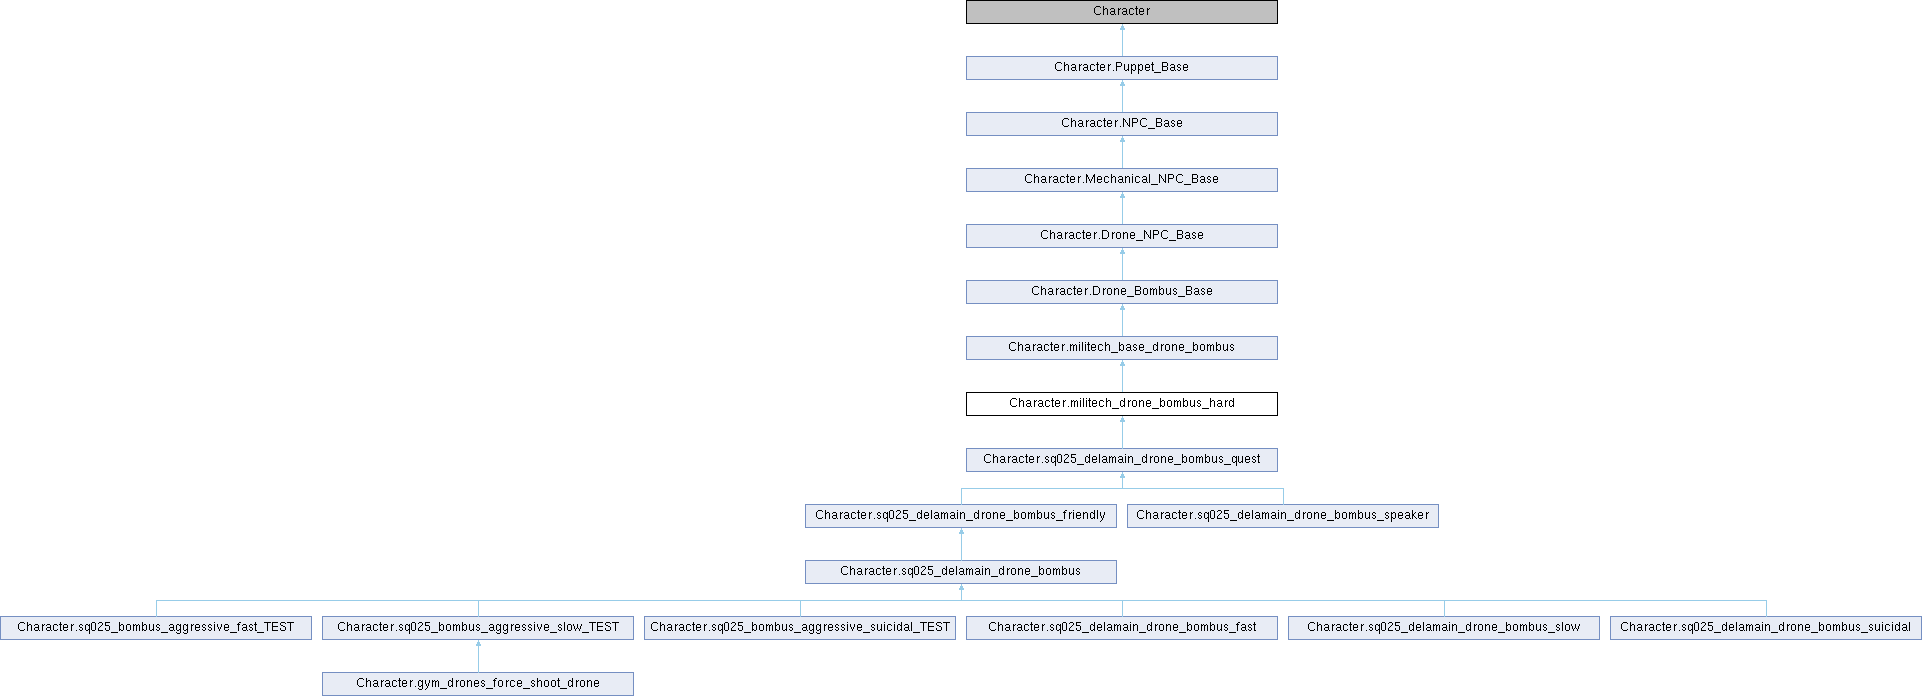 Character
Character.Puppet_Base
Character.NPC_Base
Character.Mechanical_NPC_Base
Character.Drone_NPC_Base
Character.Drone_Bombus_Base
Character.militech_base_drone_bombus
Character.militech_drone_bombus_hard
Character.sq025_delamain_drone_bombus_quest
Character.sq025_delamain_drone_bombus_friendly
Character.sq025_delamain_drone_bombus_speaker
Character.sq025_delamain_drone_bombus
Character.sq025_bombus_aggressive_fast_TEST
Character.sq025_bombus_aggressive_slow_TEST
Character.sq025_bombus_aggressive_suicidal_TEST
Character.sq025_delamain_drone_bombus_fast
Character.sq025_delamain_drone_bombus_slow
Character.sq025_delamain_drone_bombus_suicidal
Character.gym_drones_force_shoot_drone